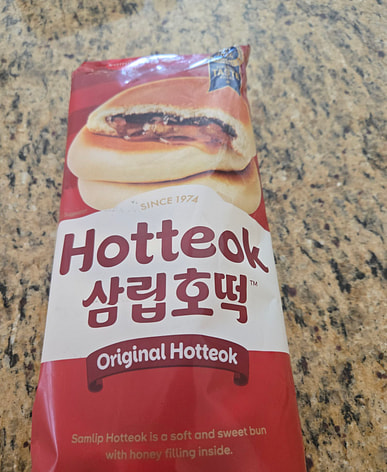 SINCE 1974
Hotteok
삼립호떡™
Original Hotteok
Samlip Hotteok is a soft and sweet bun
with honey filling inside.